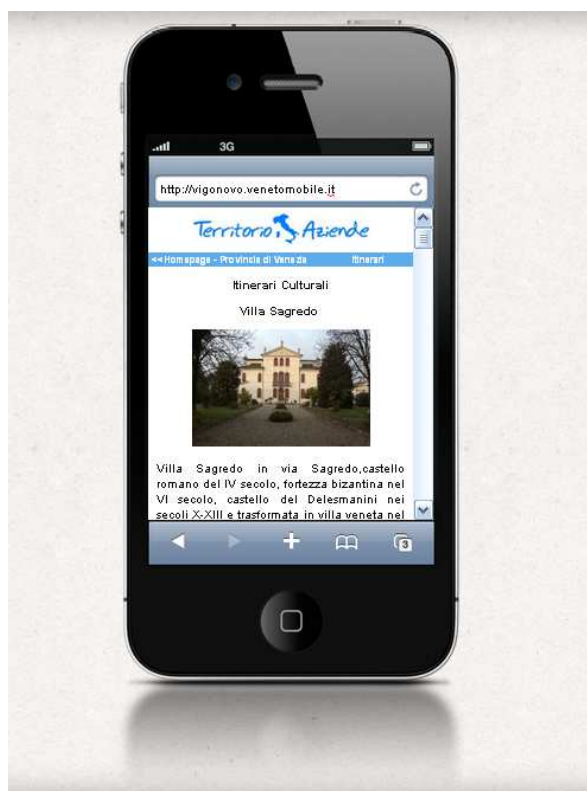 3G
http://vigonovo.venetomobile.it
Territorio Aziende
<< Homepage - Provincia di Venezia Itinerari
Itinerari Culturali
Villa Sagredo
Villa Sagredo in via Sagredo,castello
romano del IV secolo, fortezza bizantina nel
VI secolo, castello dei Delesmanini nei
secoli X-XIII e trasformata in villa veneta nel
3